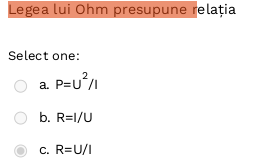 Legea lui Ohm presupune relația
Select one:
a. P=U²/I
b. R=I/U
c. R=U/I